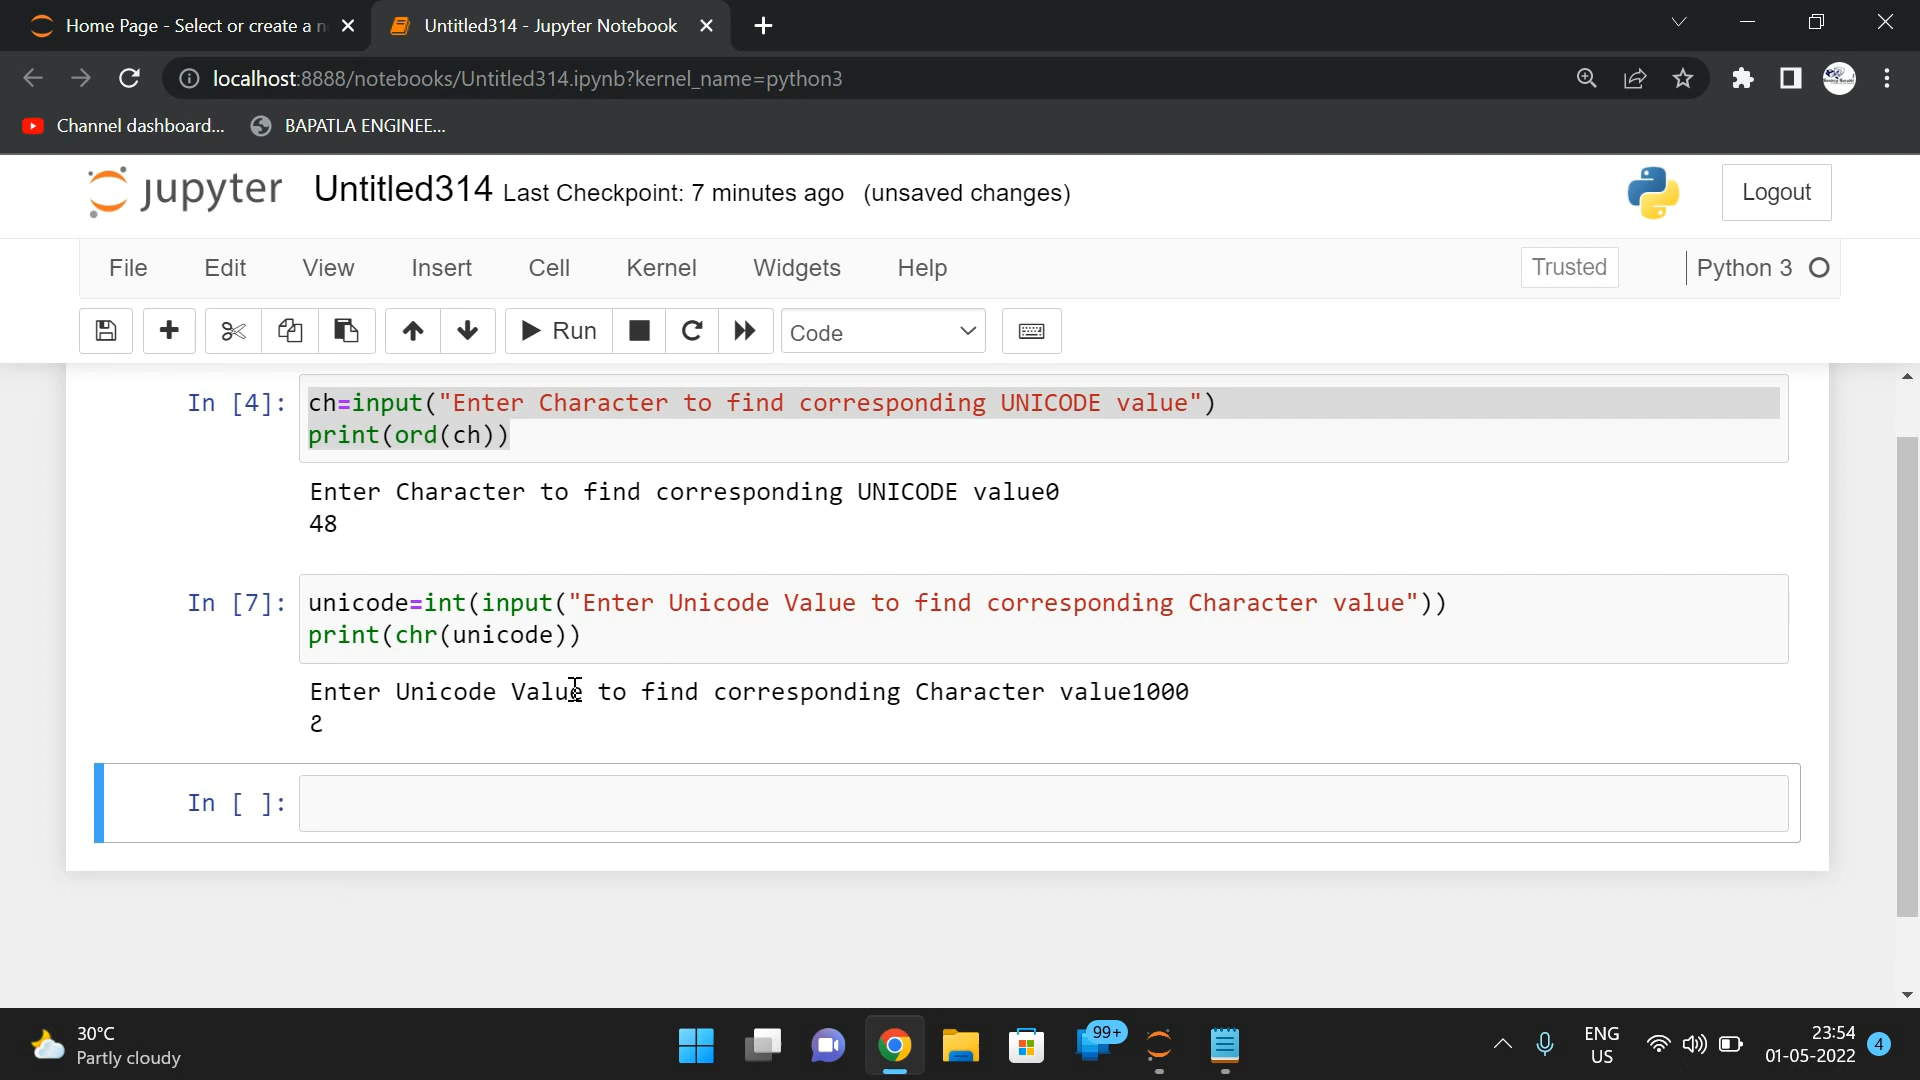 Home Page - Select or create a n
Untitled314 - Jupyter Notebook
localhost:8888/notebooks/Untitled314.ipynb?kernel_name=python3
Channel dashboard...
BAPATLA ENGINEE...
jupyter Untitled314 Last Checkpoint: 7 minutes ago (unsaved changes)
Logout
File Edit View Insert Cell Kernel Widgets Help
Trusted
Python 3
Run
Code
In [4]: ch=input("Enter Character to find corresponding UNICODE value")
print(ord(ch))
Enter Character to find corresponding UNICODE value0
48
In [7]: unicode=int(input("Enter Unicode Value to find corresponding Character value"))
print(chr(unicode))
Enter Unicode Value to find corresponding Character value1000
Ϩ
In [ ]:
30°C
Partly cloudy
99+
ENG
US
23:54
01-05-2022
4